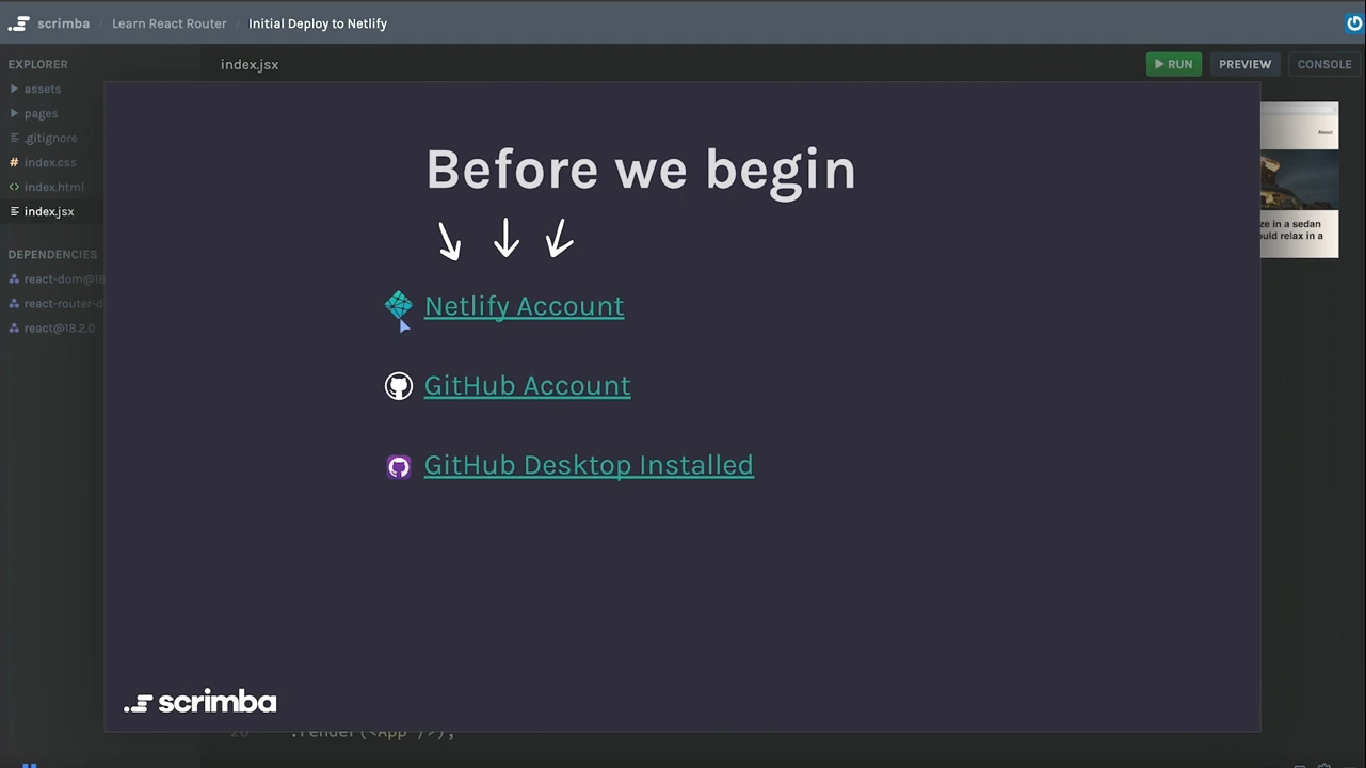 scrimba / Learn React Router / Initial Deploy to Netlify
EXPLORER
index.jsx
RUN
PREVIEW
CONSOLE
assets
pages
.gitignore
index.css
index.html
index.jsx
DEPENDENCIES
react-dom@18
react-router-d
react@18.2.0
Before we begin
Netlify Account
GitHub Account
GitHub Desktop Installed
scrimba
About
ze in a sedan
ould relax in a
.render(<App />);